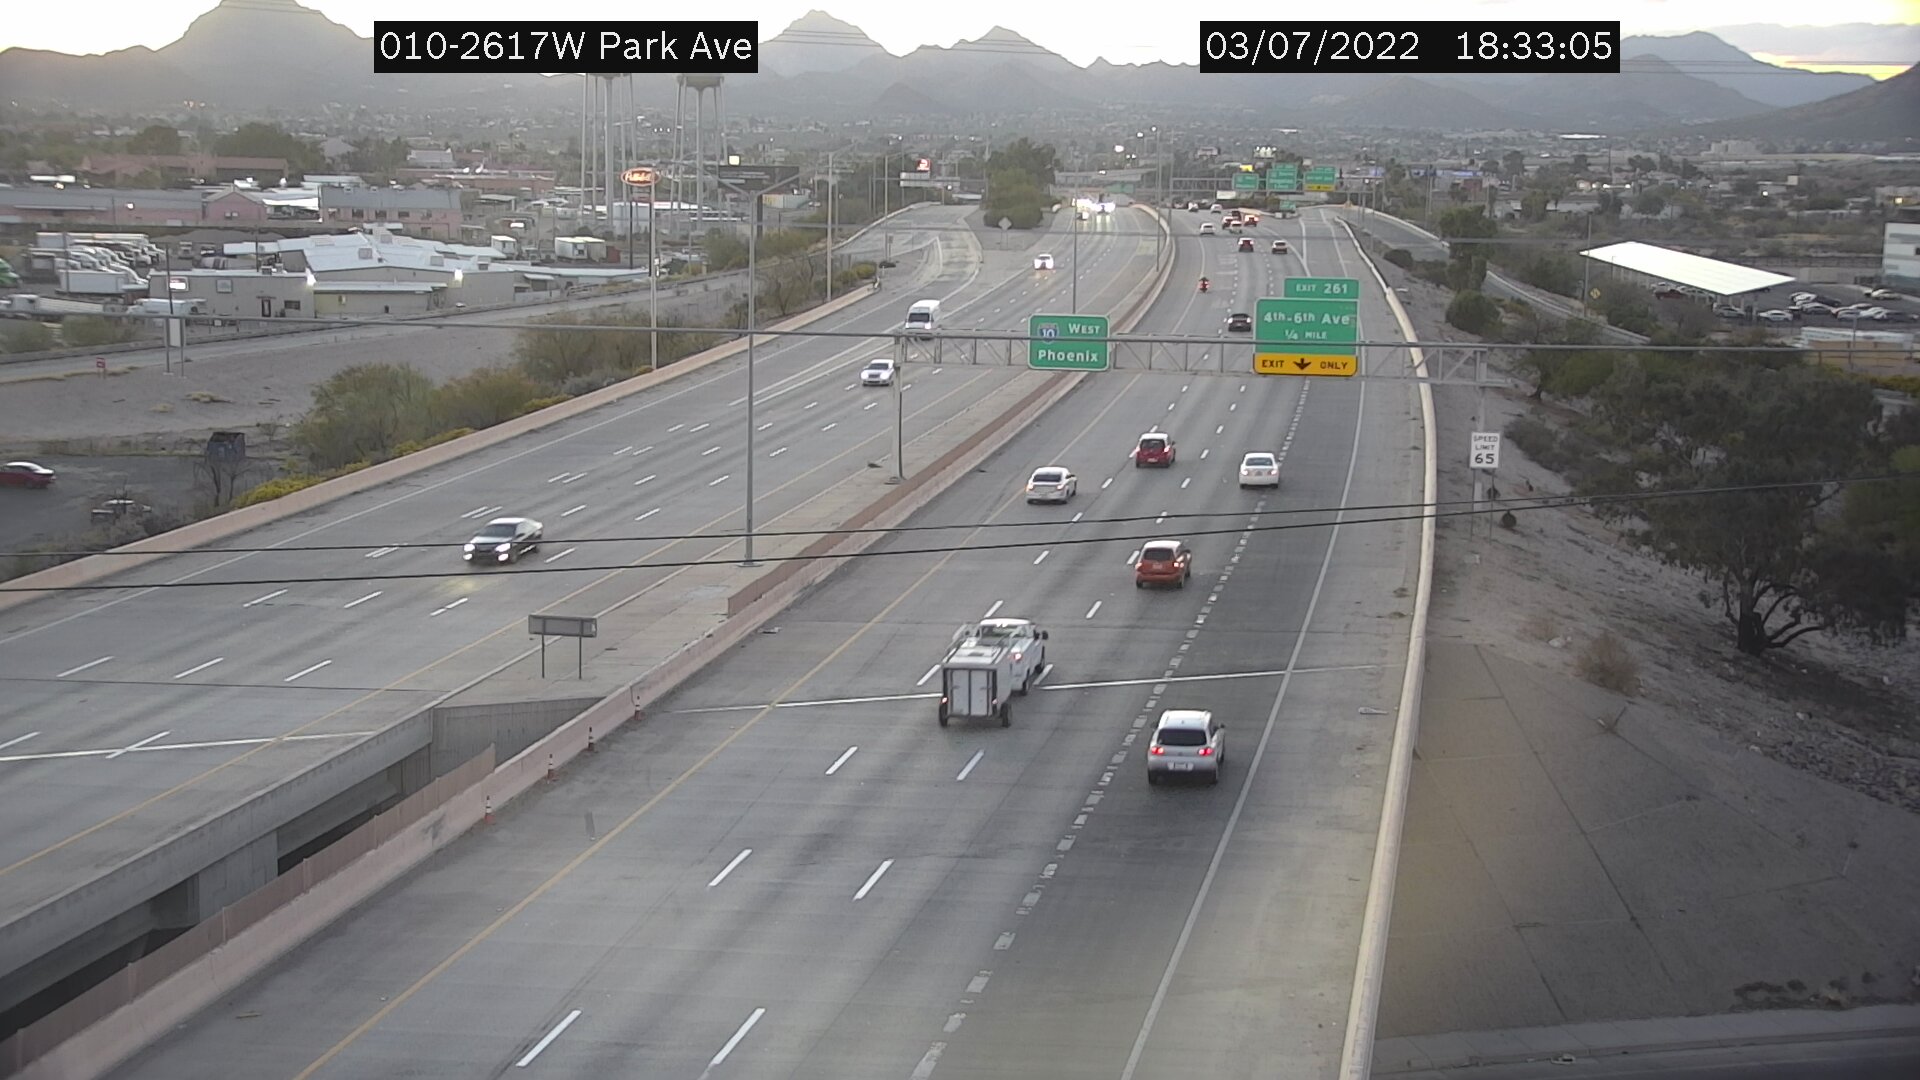 010-2617W Park Ave
03/07/2022 18:33:05
EXIT 261
4th-6th Ave
1/4 MILE
EXIT ONLY
10 WEST
Phoenix
SPEED
LIMIT
65